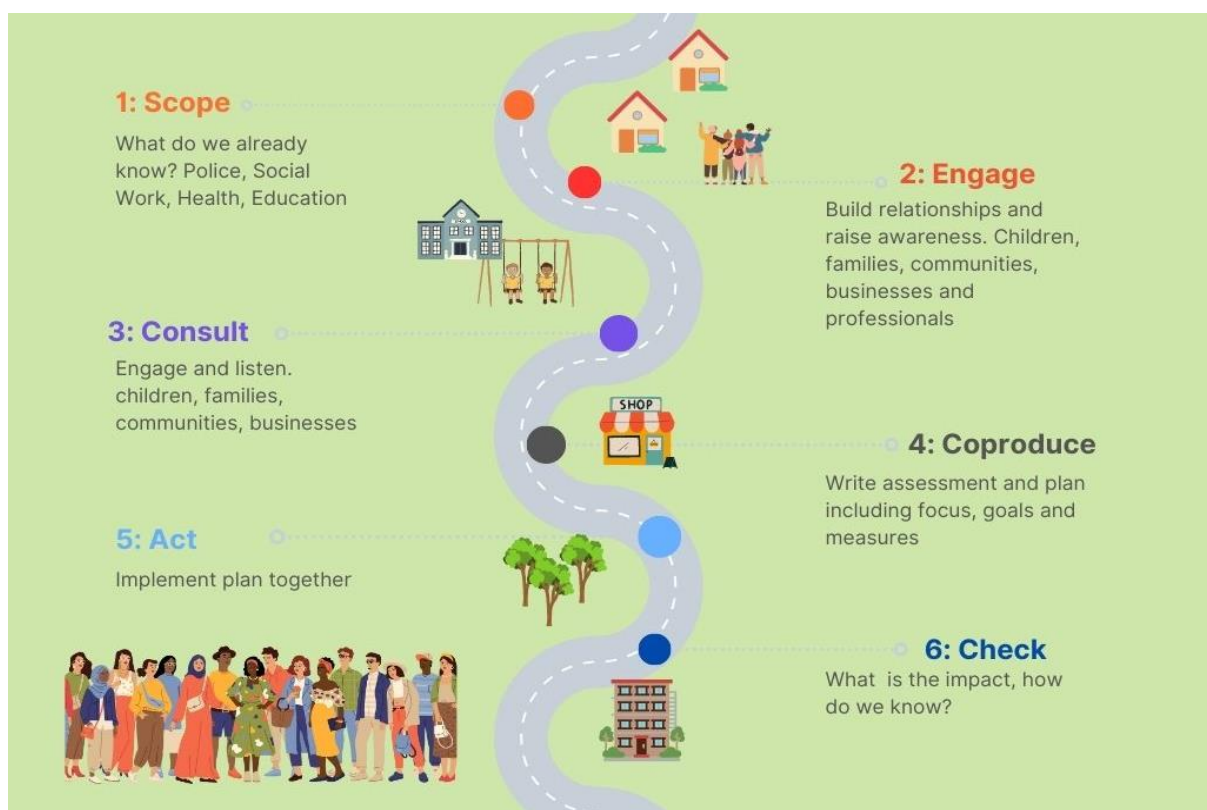 1: Scope
What do we already
know? Police, Social
Work, Health, Education
2: Engage
Build relationships and
raise awareness. Children,
families, communities,
businesses and
professionals
3: Consult
Engage and listen.
children, families,
communities, businesses
SHOP
4: Coproduce
Write assessment and plan
including focus, goals and
measures
5: Act
Implement plan together
6: Check
What is the impact, how
do we know?